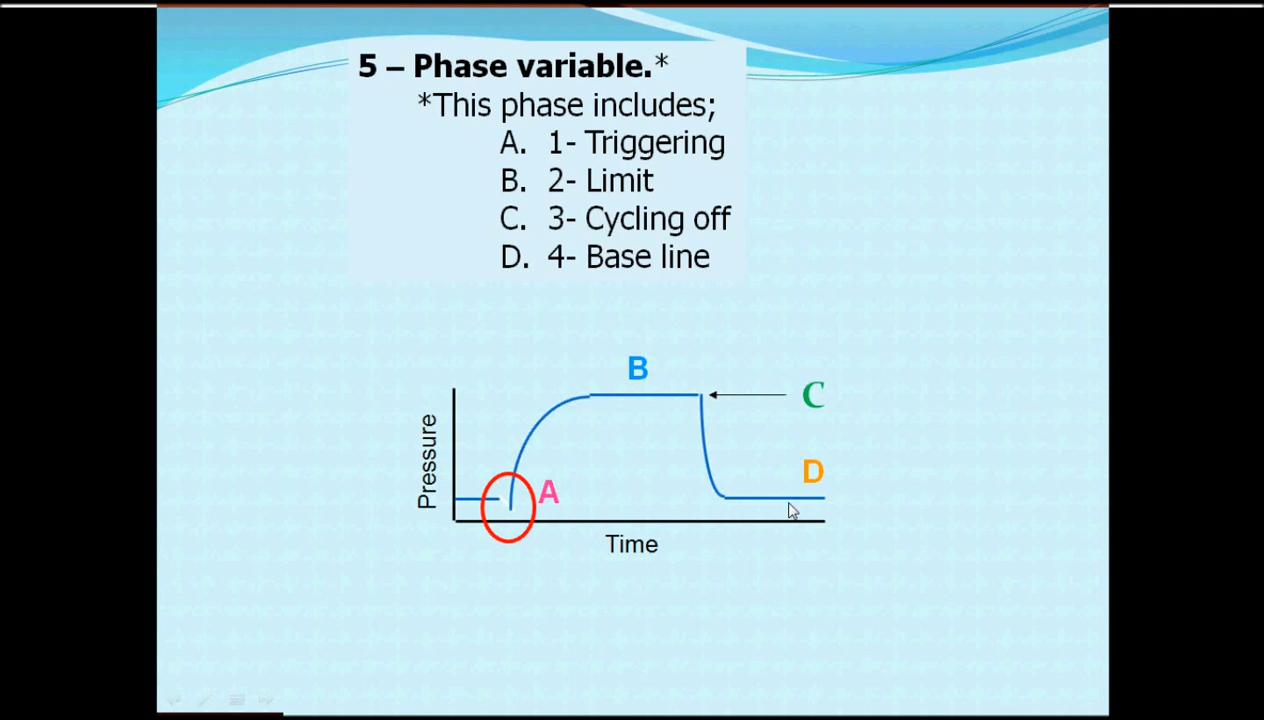 5 – Phase variable.*
*This phase includes;
A. 1- Triggering
B. 2- Limit
C. 3- Cycling off
D. 4- Base line
B
C
Pressure
D
A
Time